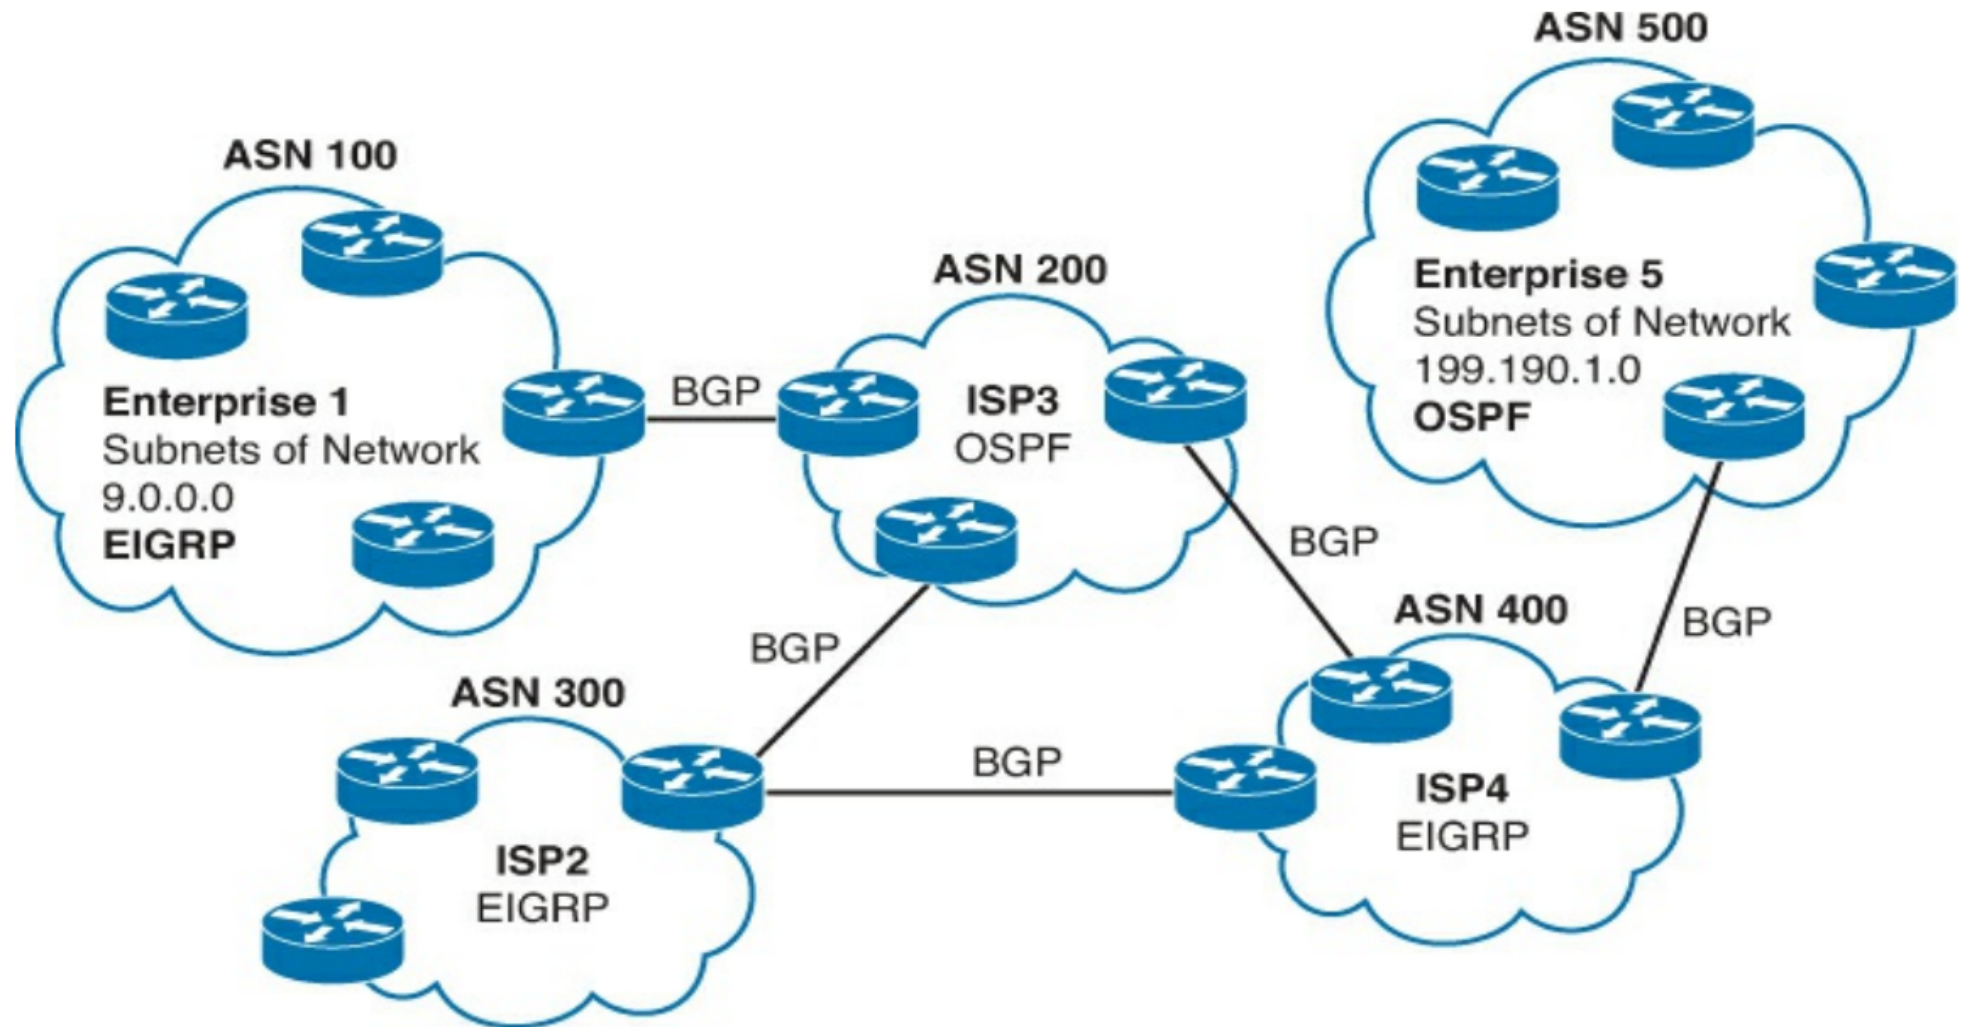 ASN 500
ASN 100
ASN 200
Enterprise 5
Subnets of Network
199.190.1.0
OSPF
Enterprise 1
Subnets of Network
9.0.0.0
EIGRP
BGP
ISP3
OSPF
BGP
BGP
BGP
ASN 400
ASN 300
BGP
ISP2
EIGRP
ISP4
EIGRP